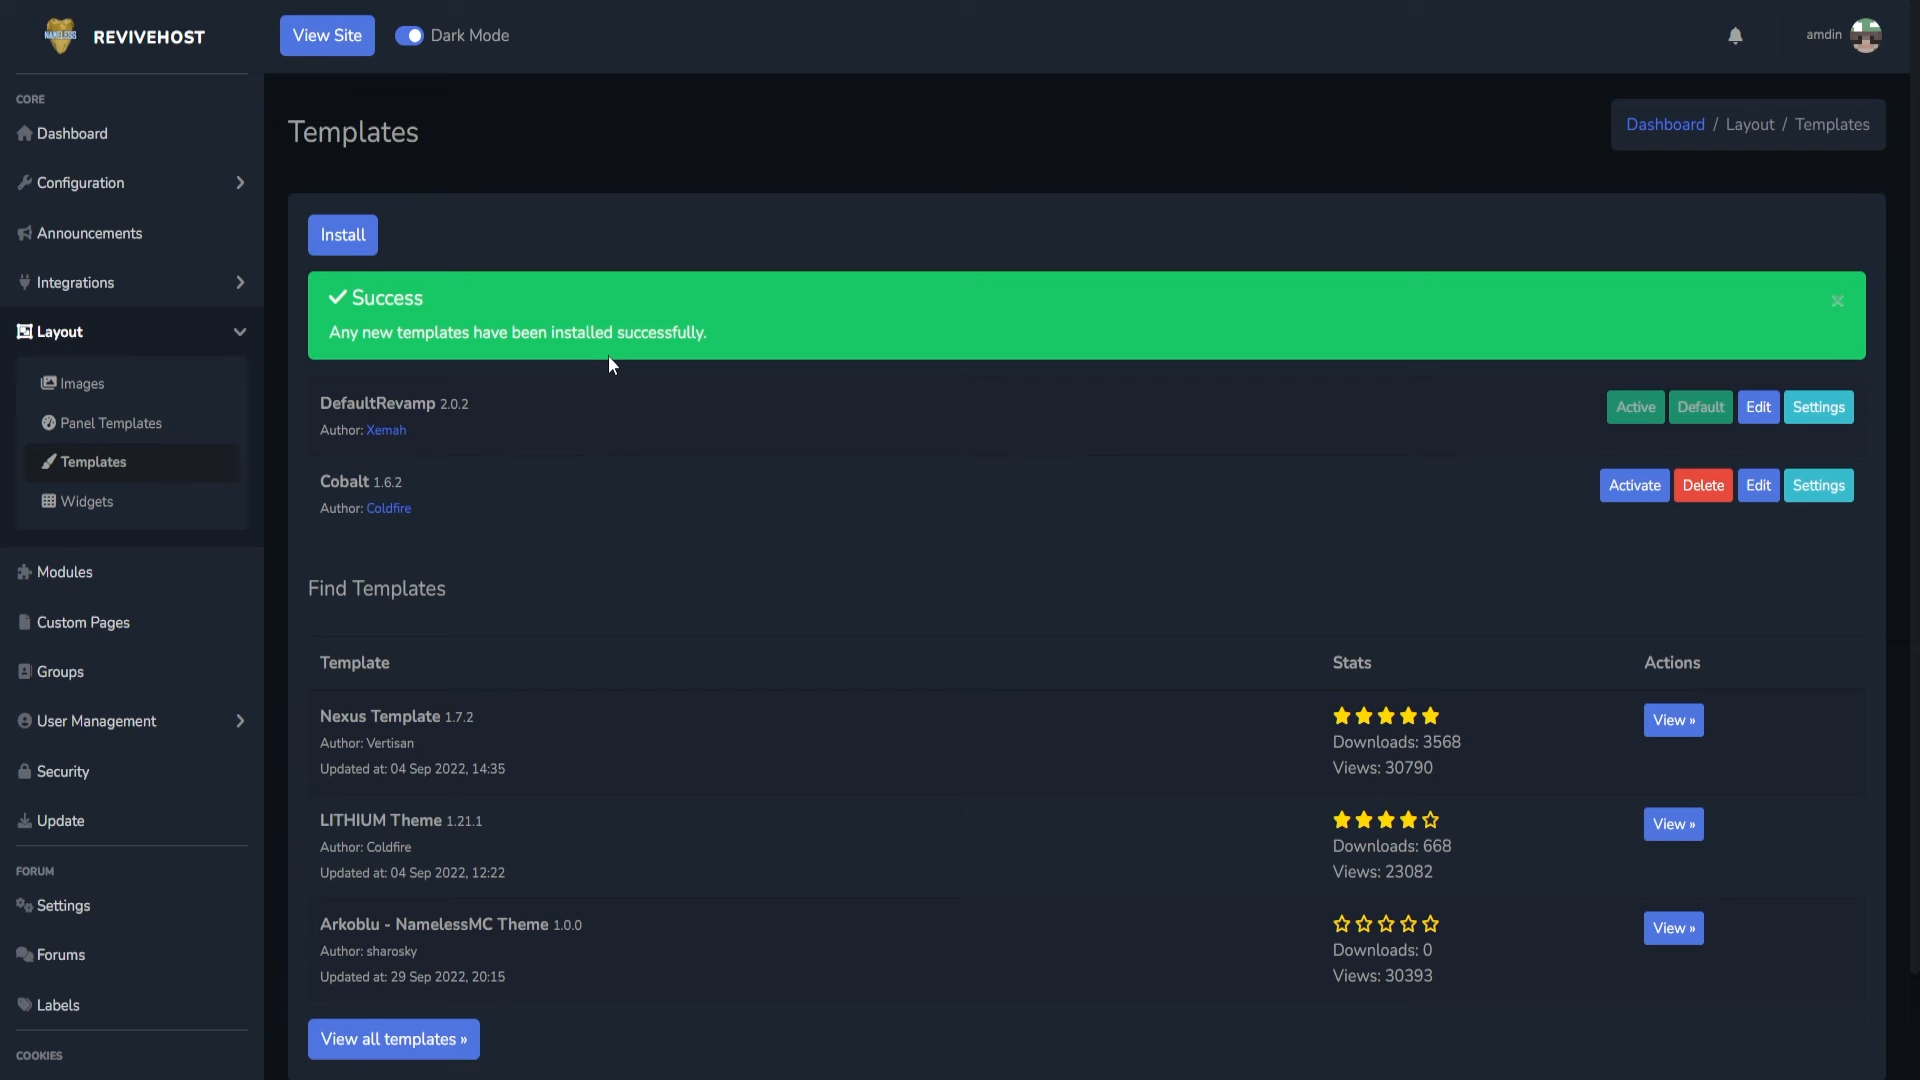 NAMELESS
REVIVEHOST
View Site
Dark Mode
amdin
CORE
Dashboard
Configuration
Announcements
Integrations
Layout
Images
Panel Templates
Templates
Widgets
Modules
Custom Pages
Groups
User Management
Security
Update
FORUM
Settings
Forums
Labels
COOKIES
Templates
Dashboard / Layout / Templates
Install
Success
Any new templates have been installed successfully.
DefaultRevamp 2.0.2
Author: Xemah
Active Default Edit Settings
Cobalt 1.6.2
Author: Coldfire
Activate Delete Edit Settings
Find Templates
Template Stats Actions
Nexus Template 1.7.2
Author: Vertisan
Updated at: 04 Sep 2022, 14:35
Downloads: 3568
Views: 30790
View »
LITHIUM Theme 1.21.1
Author: Coldfire
Updated at: 04 Sep 2022, 12:22
Downloads: 668
Views: 23082
View »
Arkoblu - NamelessMC Theme 1.0.0
Author: sharosky
Updated at: 29 Sep 2022, 20:15
Downloads: 0
Views: 30393
View »
View all templates »